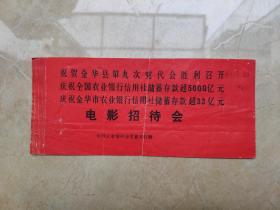 祝贺金华县第九次党代会胜利召开
庆祝全国农业银行信用社储蓄存款超5000亿元
庆祝金华市农业银行信用社储蓄存款超33亿元
电影招待会